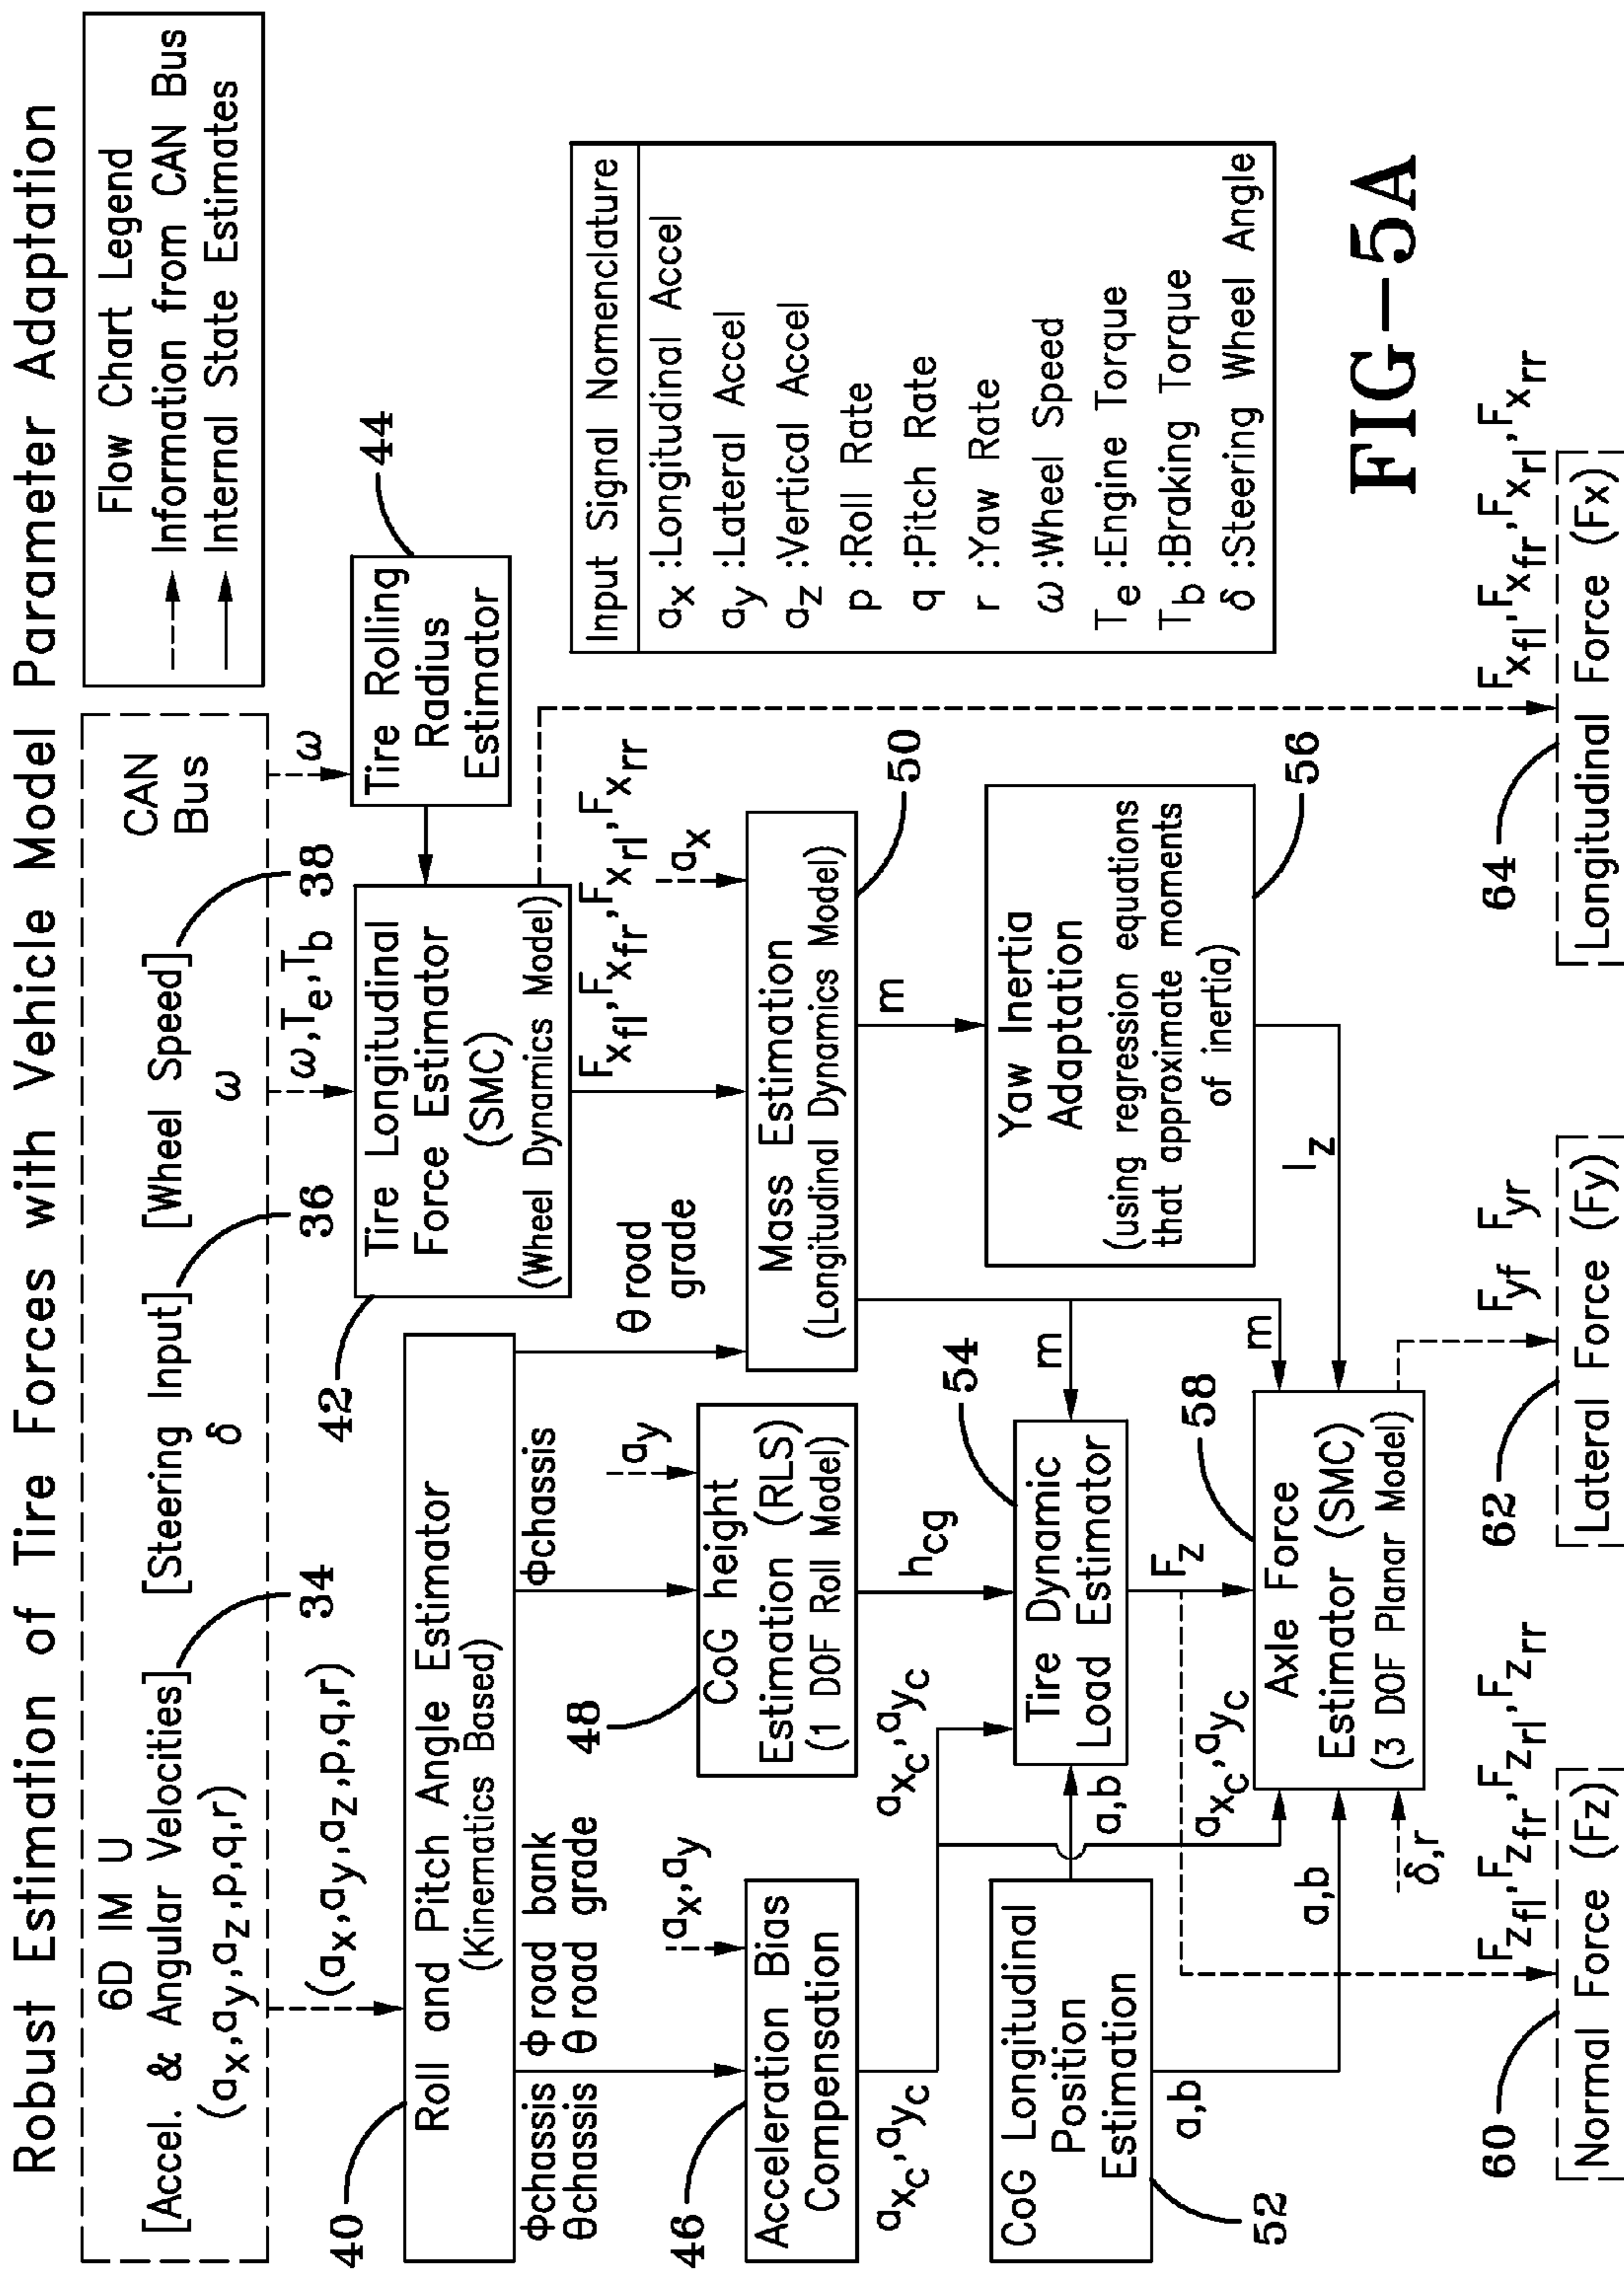 Robust Estimation of Tire Forces with Vehicle Model Parameter Adaptation
Flow Chart Legend
Information from CAN Bus
Internal State Estimates
6D IM U
[Accel. & Angular Velocities]
(ax,ay,az,p,q,r)
[Steering Input]
δ
[Wheel Speed]
ω
CAN
Bus
34
36
38
(ax,ay,az,p,q,r)
ω,Te,Tb
ω
40
Roll and Pitch Angle Estimator
(Kinematics Based)
42
Tire Longitudinal
Force Estimator
(SMC)
(Wheel Dynamics Model)
44
Tire Rolling
Radius
Estimator
Φchassis Φ road bank
θchassis θ road grade
Φchassis
θ road
grade
Fxfl,Fxfr,Fxrl,Fxrr
ax,ay
ay
ax
46
Acceleration Bias
Compensation
48
CoG height
Estimation (RLS)
(1 DOF Roll Model)
50
Mass Estimation
(Longitudinal Dynamics Model)
axc,ayc
axc,ayc
hcg
m
m
52
CoG Longitudinal
Position
Estimation
a,b
54
Tire Dynamic
Load Estimator
56
Yaw Inertia
Adaptation
(using regression equations
that approximate moments
of inertia)
a,b
a,b
axc,ayc
Fz
58
m
Iz
Axle Force
Estimator (SMC)
(3 DOF Planar Model)
δ,r
Input Signal Nomenclature
ax :Longitudinal Accel
ay :Lateral Accel
az :Vertical Accel
p :Roll Rate
q :Pitch Rate
r :Yaw Rate
ω :Wheel Speed
Te :Engine Torque
Tb :Braking Torque
δ :Steering Wheel Angle
FIG-5A
60
Fzfl,Fzfr,Fzrl,Fzrr
Normal Force (Fz)
62
Fyf Fyr
Lateral Force (Fy)
64
Fxfl,Fxfr,Fxrl,Fxrr
Longitudinal Force (Fx)